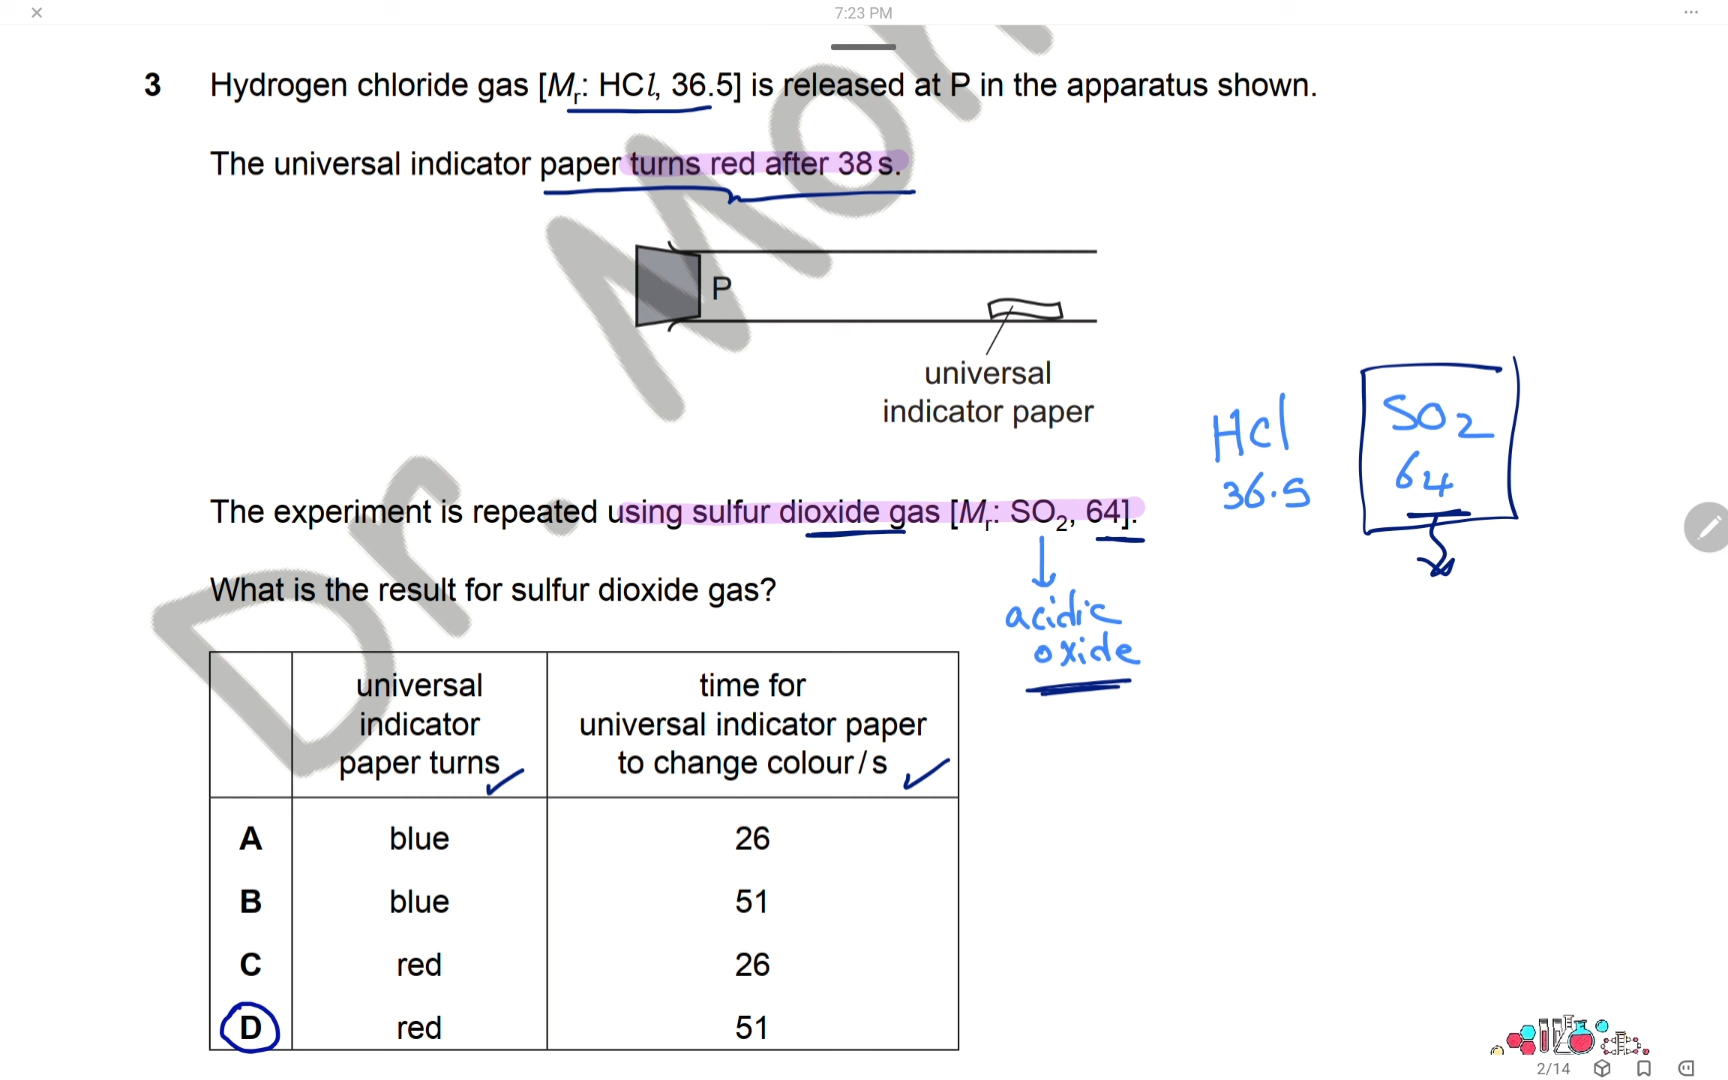 7:23 PM
3 Hydrogen chloride gas [Mr: HCl, 36.5] is released at P in the apparatus shown.
The universal indicator paper turns red after 38 s.
P
universal
indicator paper
HCl
36.5
SO2
64
The experiment is repeated using sulfur dioxide gas [Mr: SO2, 64].
What is the result for sulfur dioxide gas?
acidic
oxide
universal
indicator
paper turns
time for
universal indicator paper
to change colour / s
A blue 26
B blue 51
C red 26
D red 51
Dr. Mon
2/14